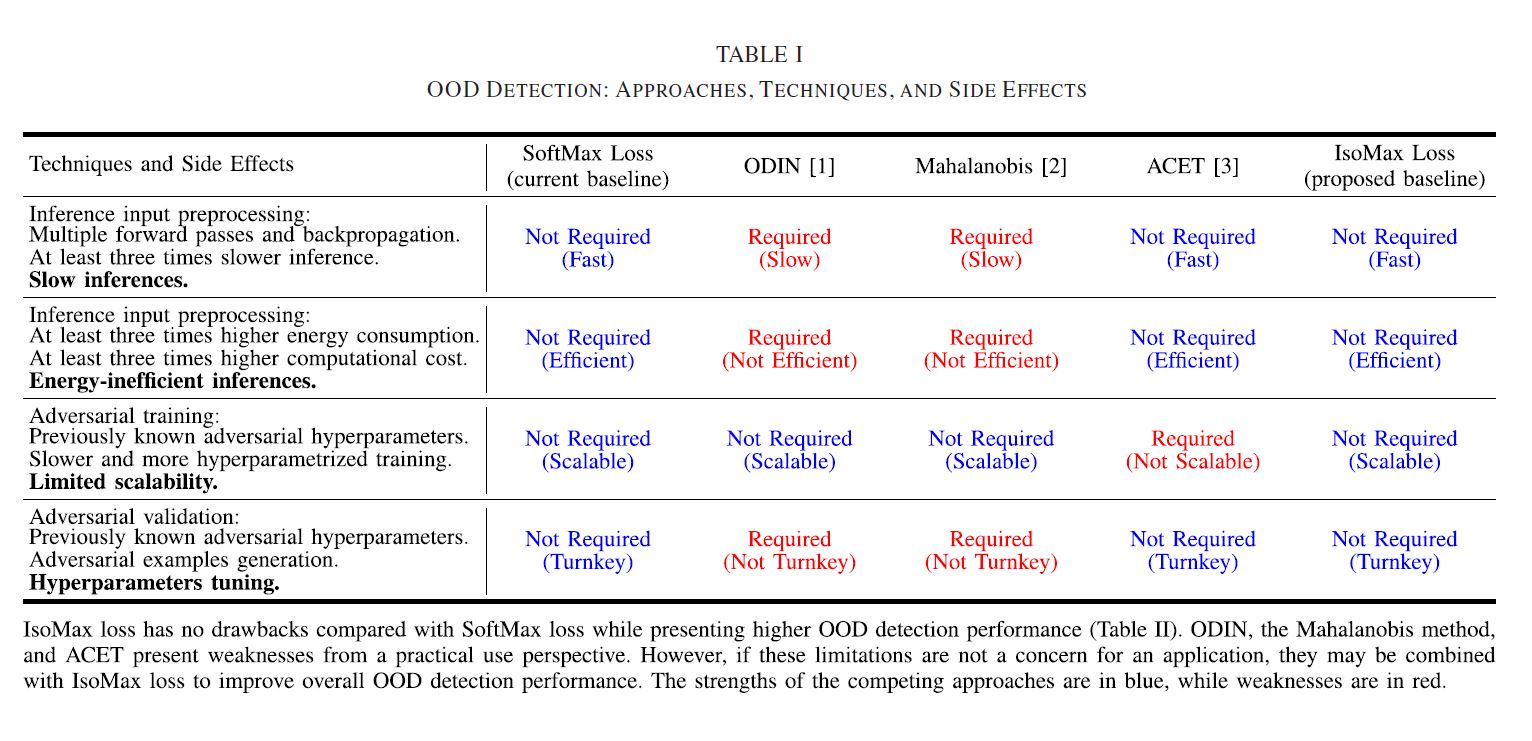 TABLE I
OOD DETECTION: APPROACHES, TECHNIQUES, AND SIDE EFFECTS
Techniques and Side Effects
SoftMax Loss
(current baseline)
ODIN [1]
Mahalanobis [2]
ACET [3]
IsoMax Loss
(proposed baseline)
Inference input preprocessing:
Multiple forward passes and backpropagation.
At least three times slower inference.
Slow inferences.
Not Required
(Fast)
Required
(Slow)
Required
(Slow)
Not Required
(Fast)
Not Required
(Fast)
Inference input preprocessing:
At least three times higher energy consumption.
At least three times higher computational cost.
Energy-inefficient inferences.
Not Required
(Efficient)
Required
(Not Efficient)
Required
(Not Efficient)
Not Required
(Efficient)
Not Required
(Efficient)
Adversarial training:
Previously known adversarial hyperparameters.
Slower and more hyperparametrized training.
Limited scalability.
Not Required
(Scalable)
Not Required
(Scalable)
Not Required
(Scalable)
Required
(Not Scalable)
Not Required
(Scalable)
Adversarial validation:
Previously known adversarial hyperparameters.
Adversarial examples generation.
Hyperparameters tuning.
Not Required
(Turnkey)
Required
(Not Turnkey)
Required
(Not Turnkey)
Not Required
(Turnkey)
Not Required
(Turnkey)
IsoMax loss has no drawbacks compared with SoftMax loss while presenting higher OOD detection performance (Table II). ODIN, the Mahalanobis method,
and ACET present weaknesses from a practical use perspective. However, if these limitations are not a concern for an application, they may be combined
with IsoMax loss to improve overall OOD detection performance. The strengths of the competing approaches are in blue, while weaknesses are in red.